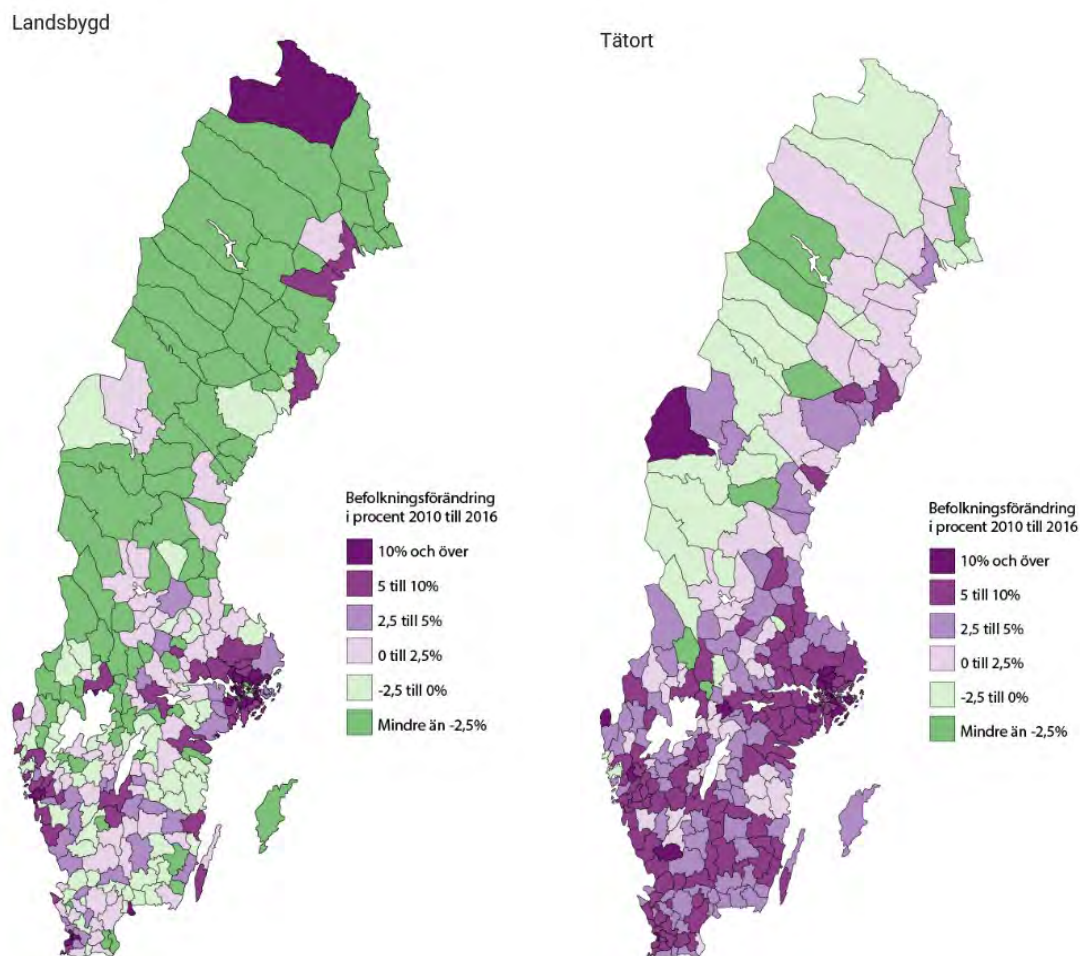 Landsbygd
Befolkningsförändring
i procent 2010 till 2016
10% och över
5 till 10%
2,5 till 5%
0 till 2,5%
-2,5 till 0%
Mindre än -2,5%
Tätort
Befolkningsförändring
i procent 2010 till 2016
10% och över
5 till 10%
2,5 till 5%
0 till 2,5%
-2,5 till 0%
Mindre än -2,5%